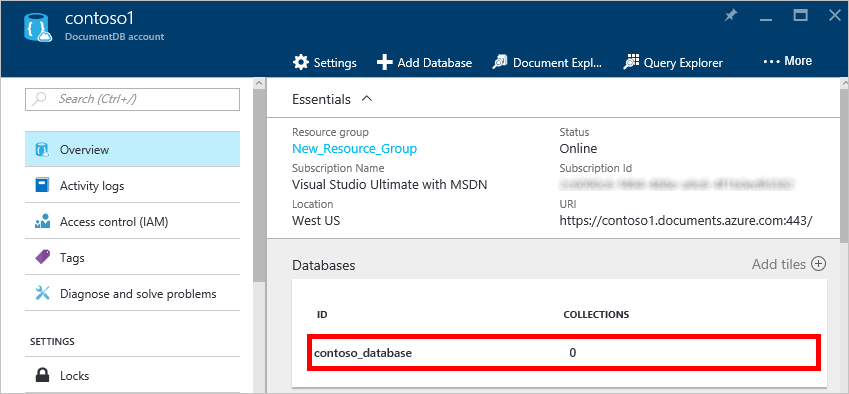 contoso1
DocumentDB account
Settings
Add Database
Document Expl...
Query Explorer
More
Search (Ctrl+/)
Overview
Activity logs
Access control (IAM)
Tags
Diagnose and solve problems
SETTINGS
Locks
Essentials
Resource group
New_Resource_Group
Status
Online
Subscription Name
Visual Studio Ultimate with MSDN
Subscription Id
Location
West US
URI
https://contoso1.documents.azure.com:443/
Databases
Add tiles
ID COLLECTIONS
contoso_database 0